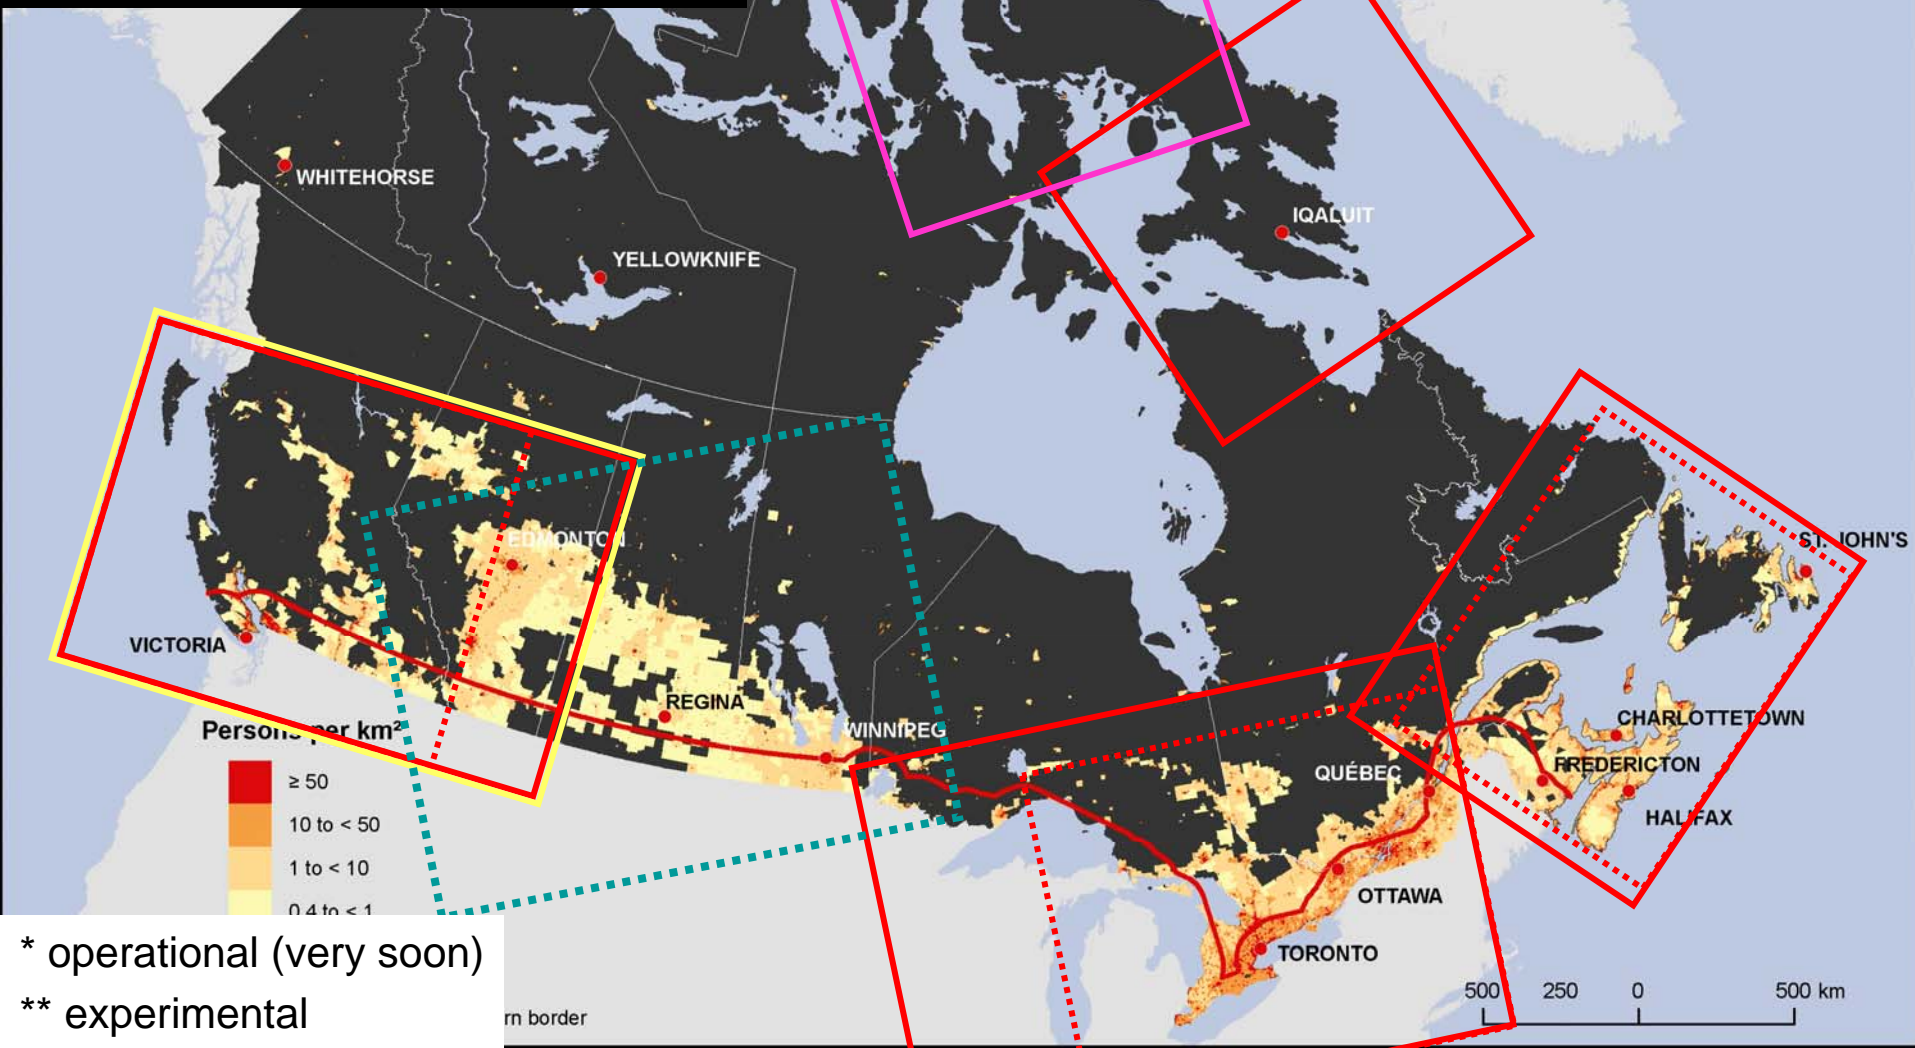 WHITEHORSE
IQALUIT
YELLOWKNIFE
EDMONTON
ST. JOHN'S
VICTORIA
REGINA
WINNIPEG
CHARLOTTETOWN
FREDERICTON
QUÉBEC
HALIFAX
OTTAWA
TORONTO
Persons per km²
≥ 50
10 to < 50
1 to < 10
0.4 to < 1
* operational (very soon)
** experimental
rn border
500 250 0 500 km